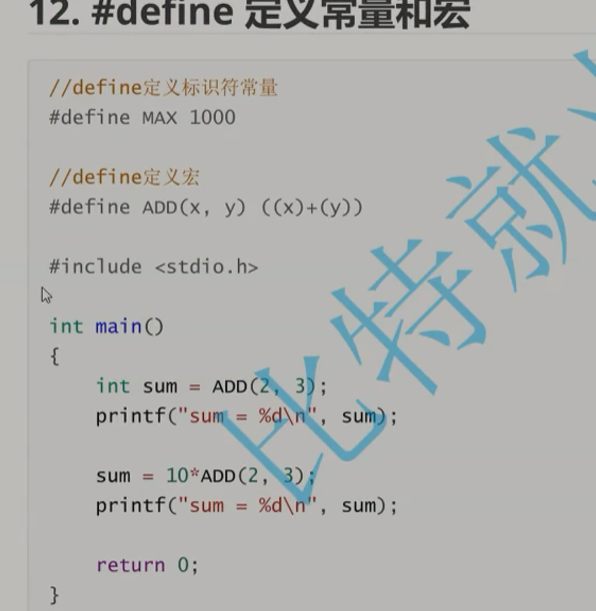 12. #define 定义常量和宏
//define定义标识符常量
#define MAX 1000
//define定义宏
#define ADD(x, y) ((x)+(y))
#include <stdio.h>
int main()
{
    int sum = ADD(2, 3);
    printf("sum = %d\n", sum);
    sum = 10*ADD(2, 3);
    printf("sum = %d\n", sum);
    return 0;
}
比特就